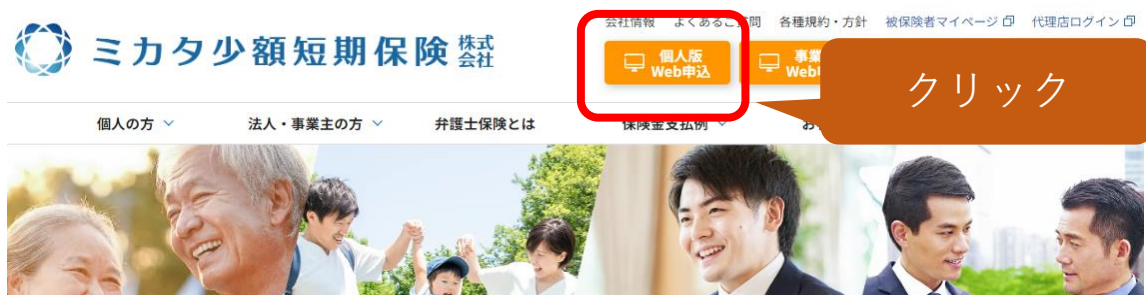 会社情報 よくあるご質問 各種規約・方針 被保険者マイページ 代理店ログイン
ミカタ少額短期保険 株式会社
個人版
Web申込
事業
Web
クリック
個人の方 法人・事業主の方 弁護士保険とは 保険金支払例 お